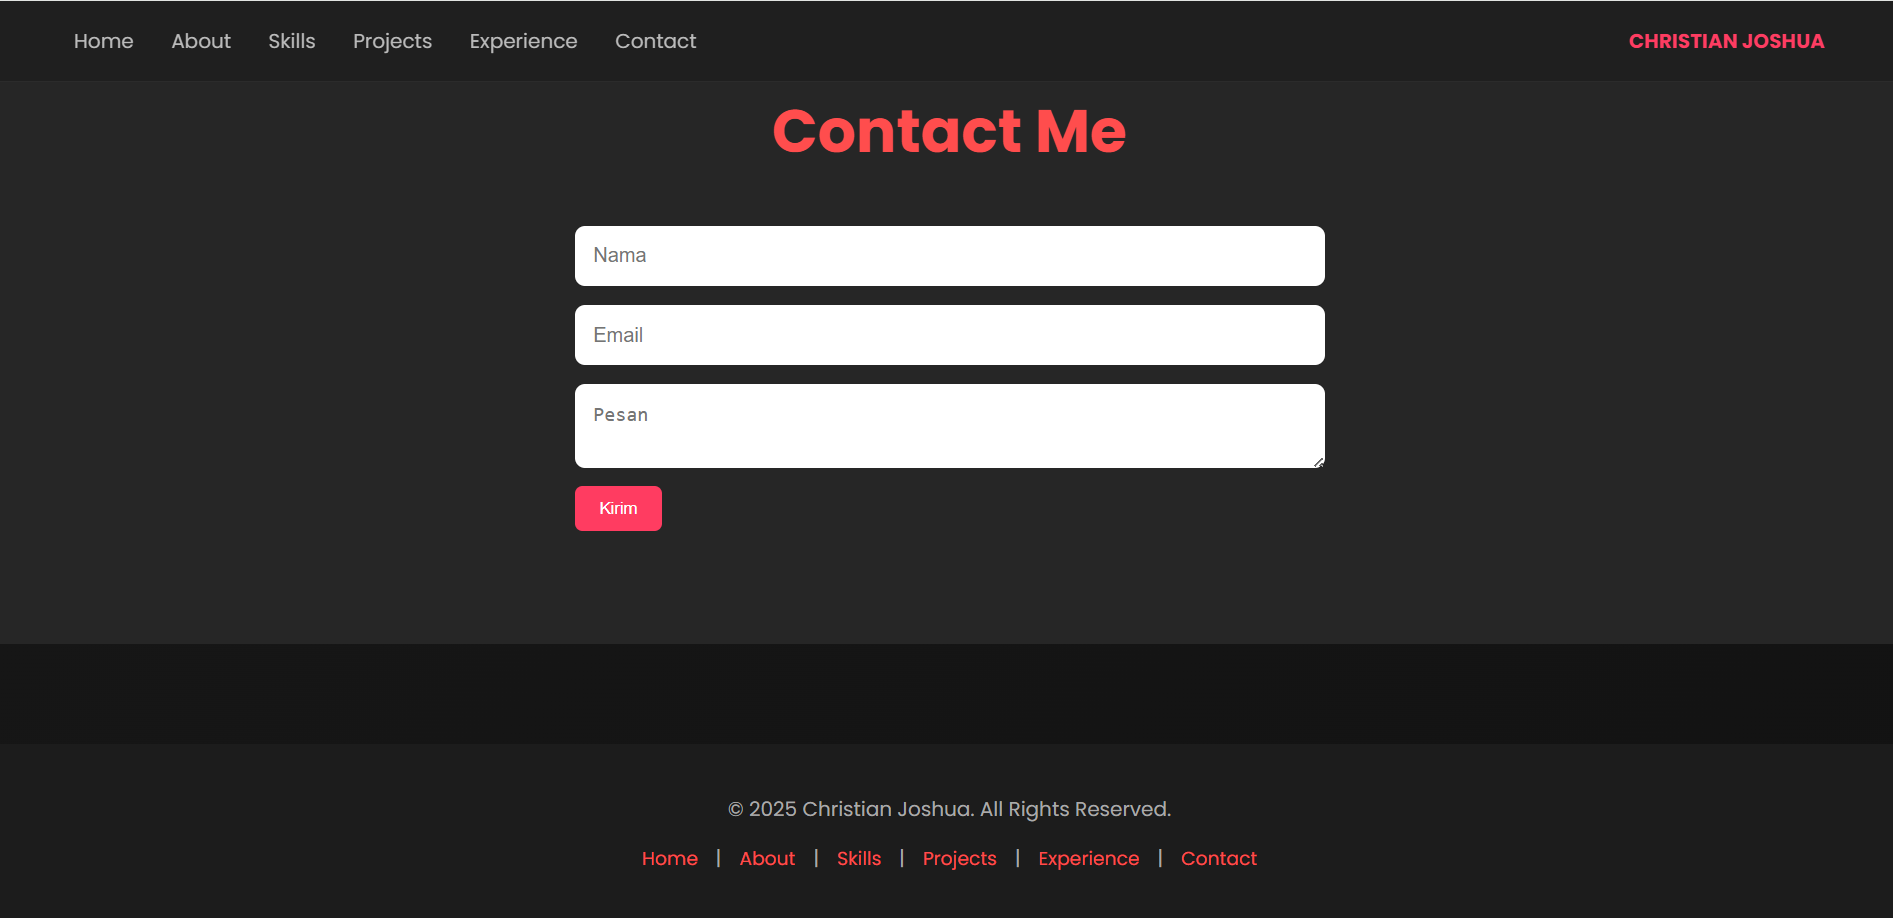 Home About Skills Projects Experience Contact CHRISTIAN JOSHUA
Contact Me
Nama
Email
Pesan
Kirim
© 2025 Christian Joshua. All Rights Reserved.
Home | About | Skills | Projects | Experience | Contact